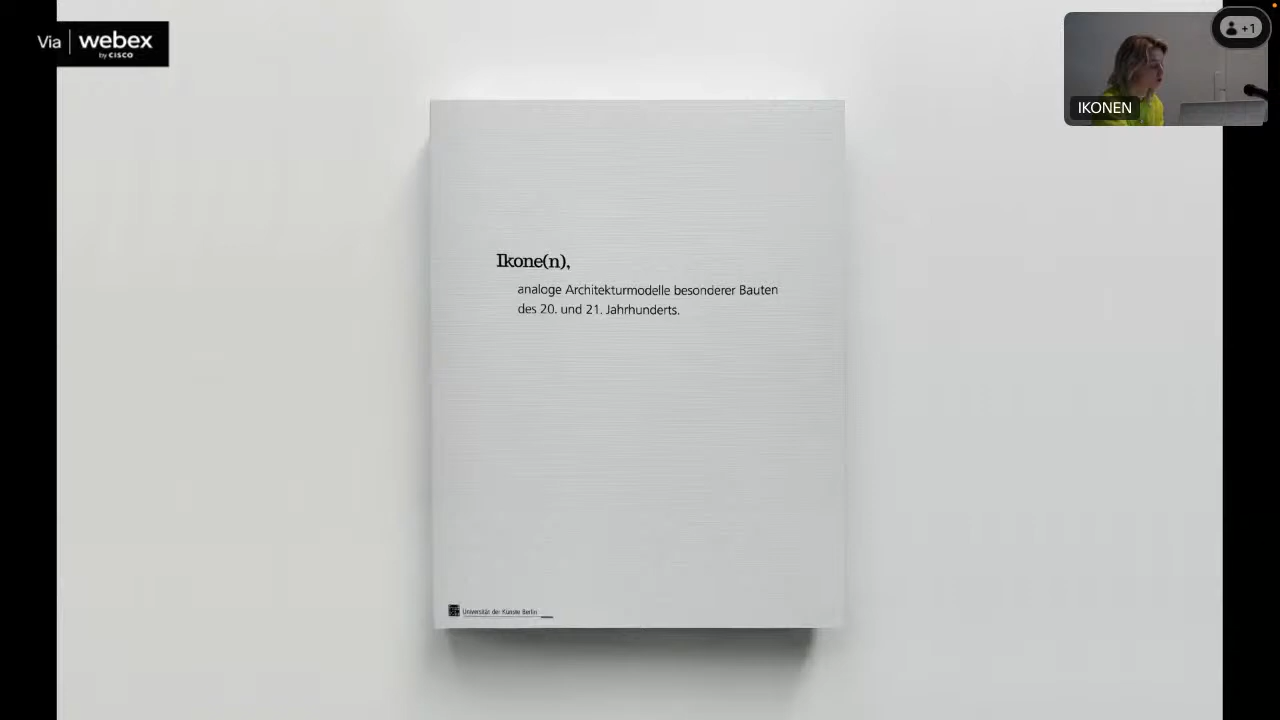 Via | webex
by CISCO
+1
IKONEN
Ikone(n),
analoge Architekturmodelle besonderer Bauten
des 20. und 21. Jahrhunderts.
Universität der Künste Berlin